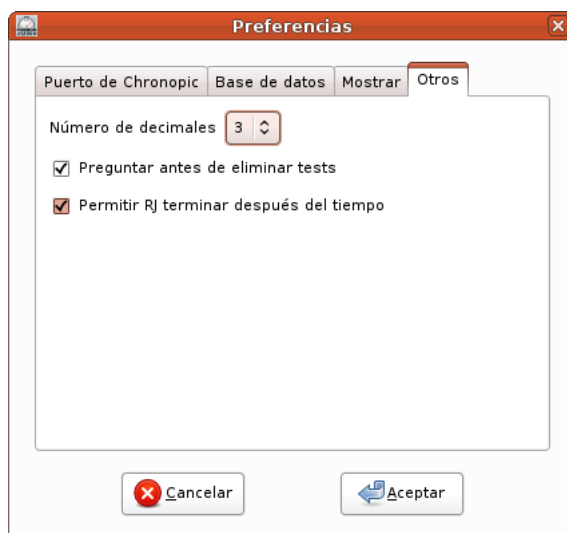 Preferencias
Puerto de Chronopic Base de datos Mostrar Otros
Número de decimales 3
Preguntar antes de eliminar tests
Permitir RJ terminar después del tiempo
Cancelar Aceptar